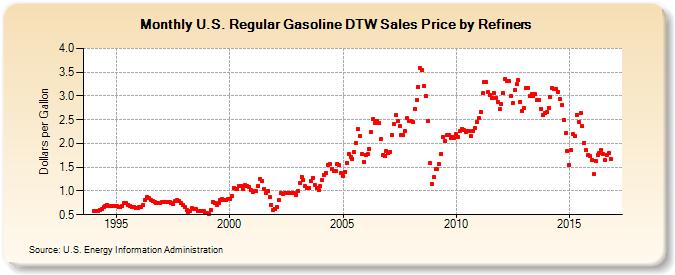 Monthly U.S. Regular Gasoline DTW Sales Price by Refiners
Dollars per Gallon
4.0
3.5
3.0
2.5
2.0
1.5
1.0
0.5
1995 2000 2005 2010 2015
Source: U.S. Energy Information Administration